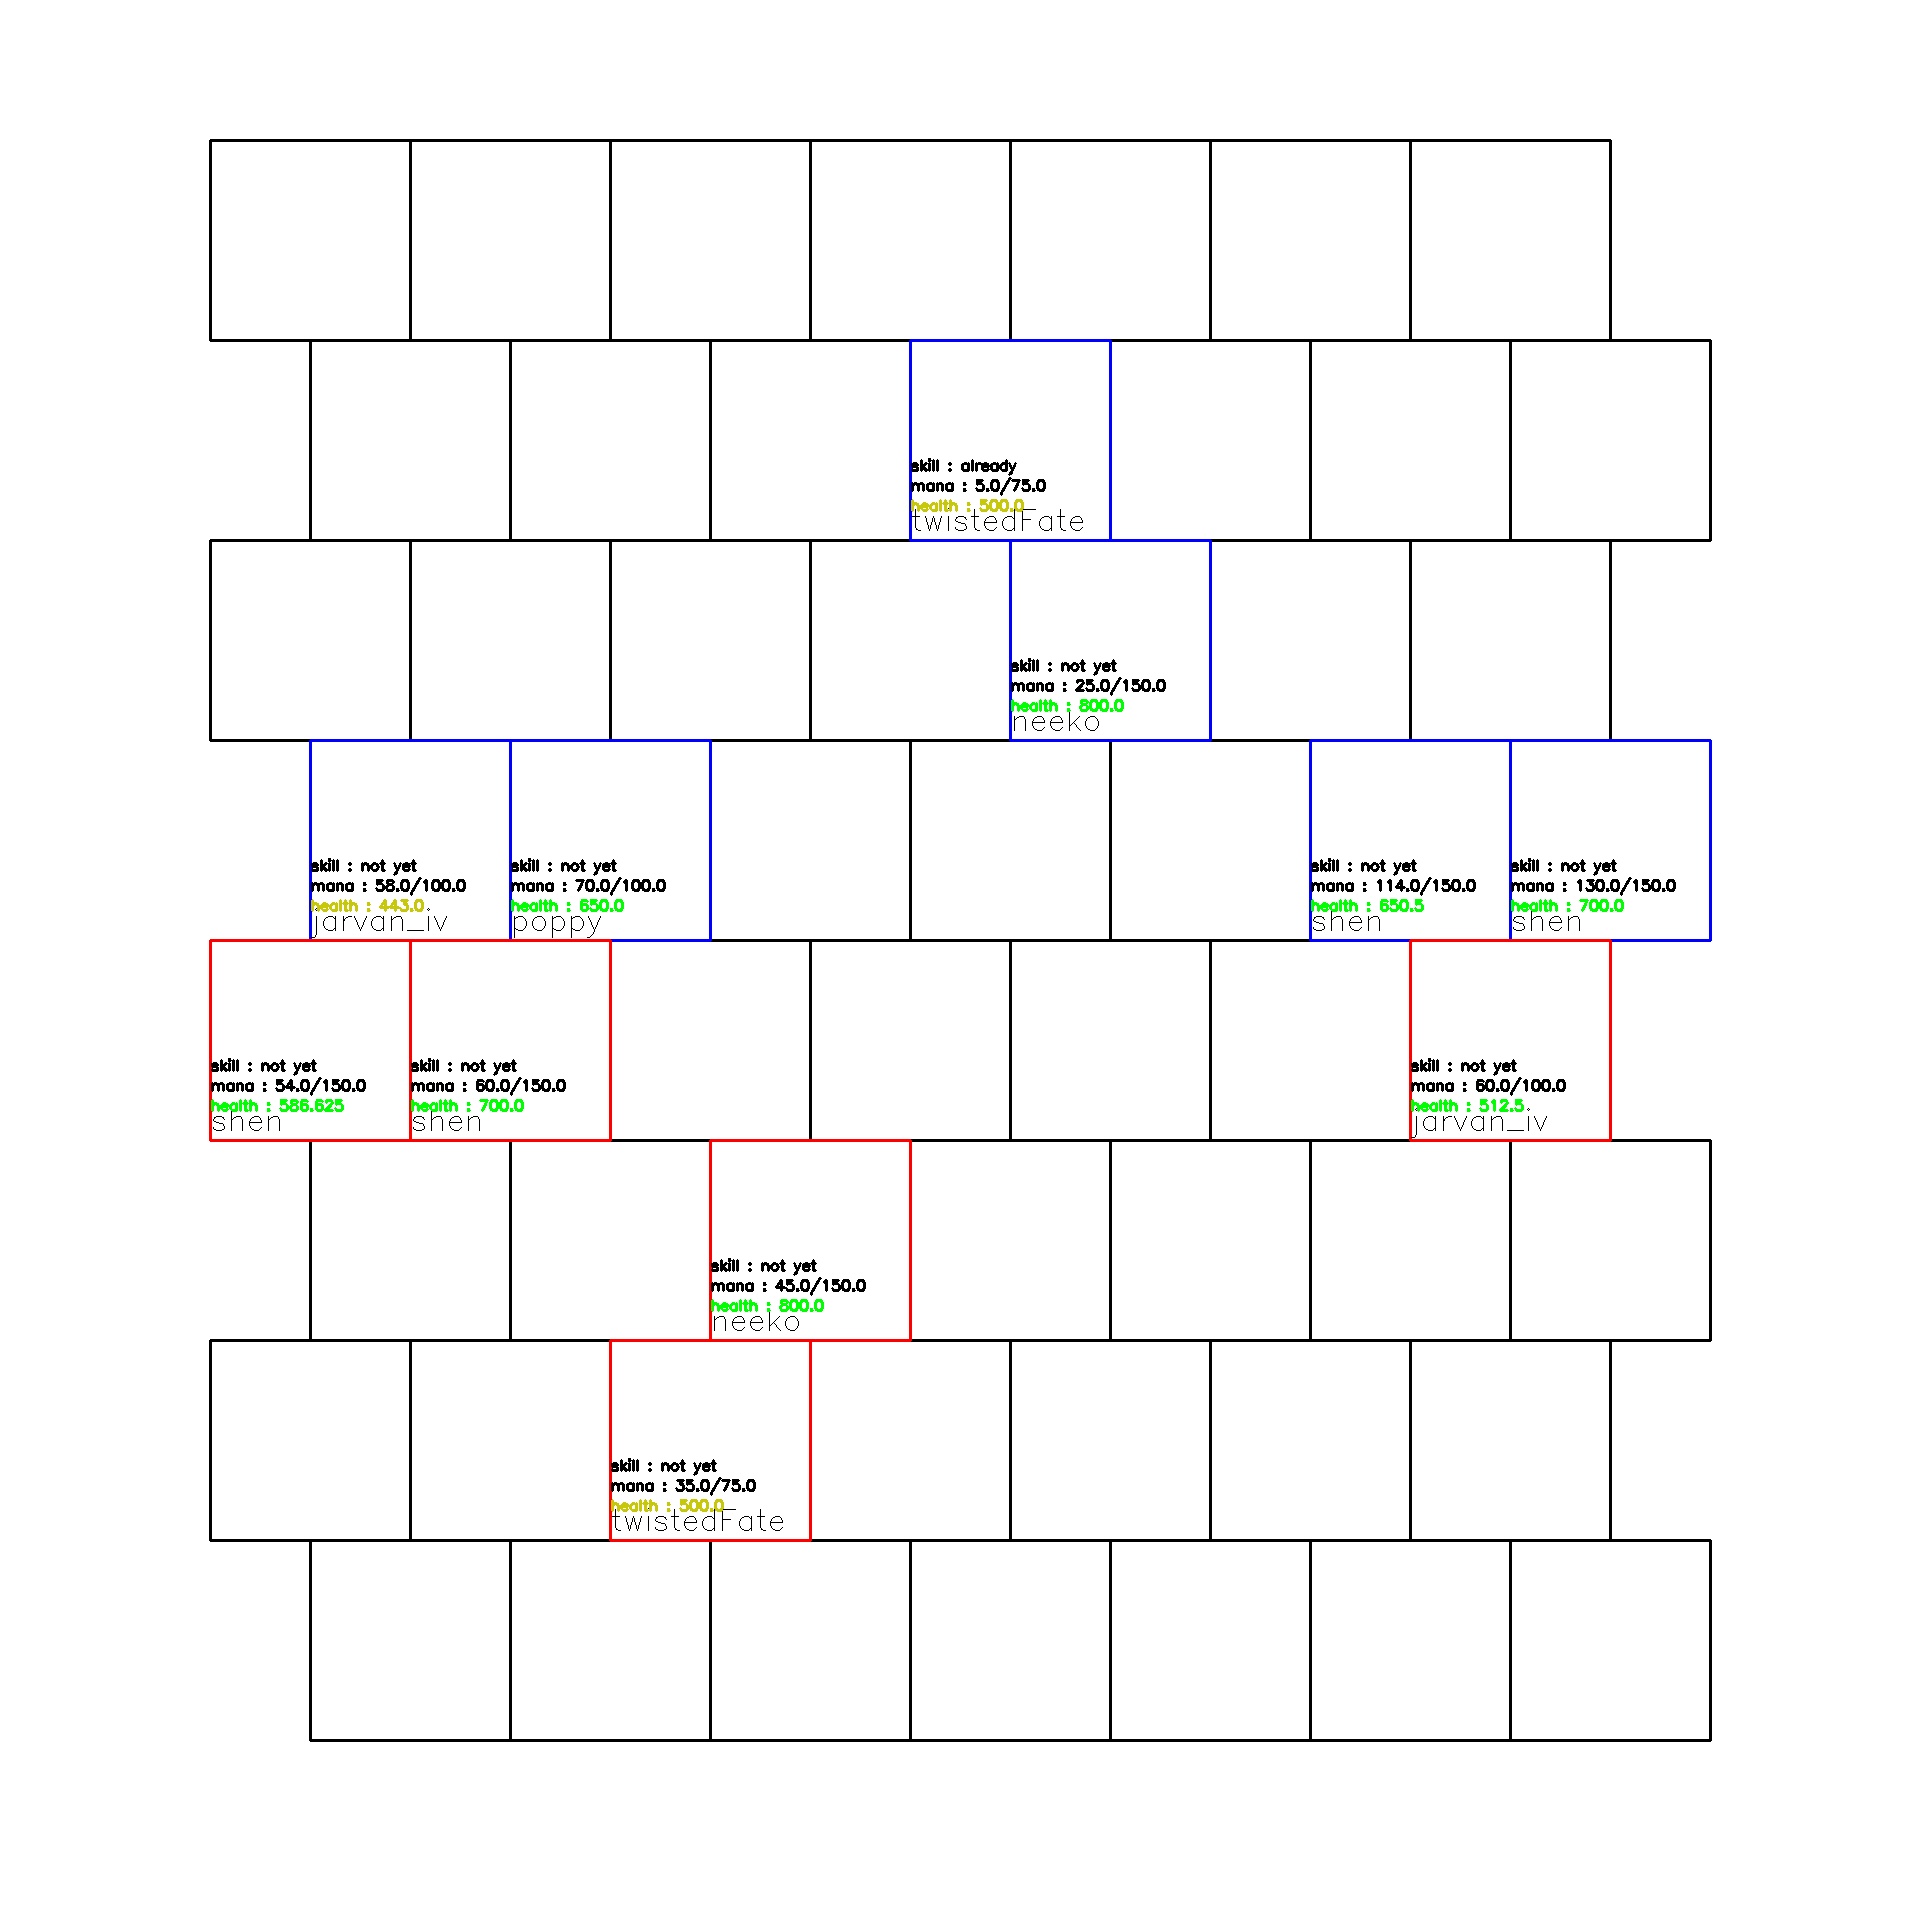 skill : already
mana : 5.0/75.0
health : 500.0
twistedFate
skill : not yet
mana : 25.0/150.0
health : 800.0
neeko
skill : not yet
mana : 58.0/100.0
health : 443.0
jarvan_iv
skill : not yet
mana : 70.0/100.0
health : 650.0
poppy
skill : not yet
mana : 114.0/150.0
health : 650.5
shen
skill : not yet
mana : 130.0/150.0
health : 700.0
shen
skill : not yet
mana : 54.0/150.0
health : 586.625
shen
skill : not yet
mana : 60.0/150.0
health : 700.0
shen
skill : not yet
mana : 60.0/100.0
health : 512.5
jarvan_iv
skill : not yet
mana : 45.0/150.0
health : 800.0
neeko
skill : not yet
mana : 35.0/75.0
health : 500.0
twistedFate